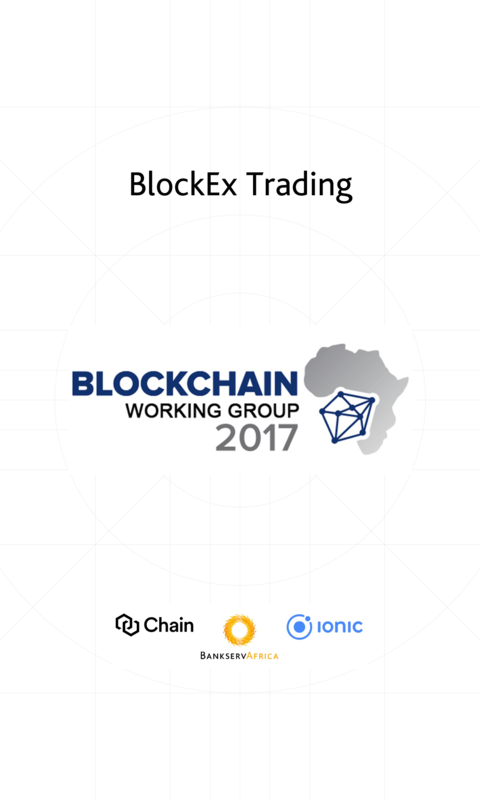 BlockEx Trading
BLOCKCHAIN
WORKING GROUP
2017
Chain
IONIC
BANKSERVAFRICA